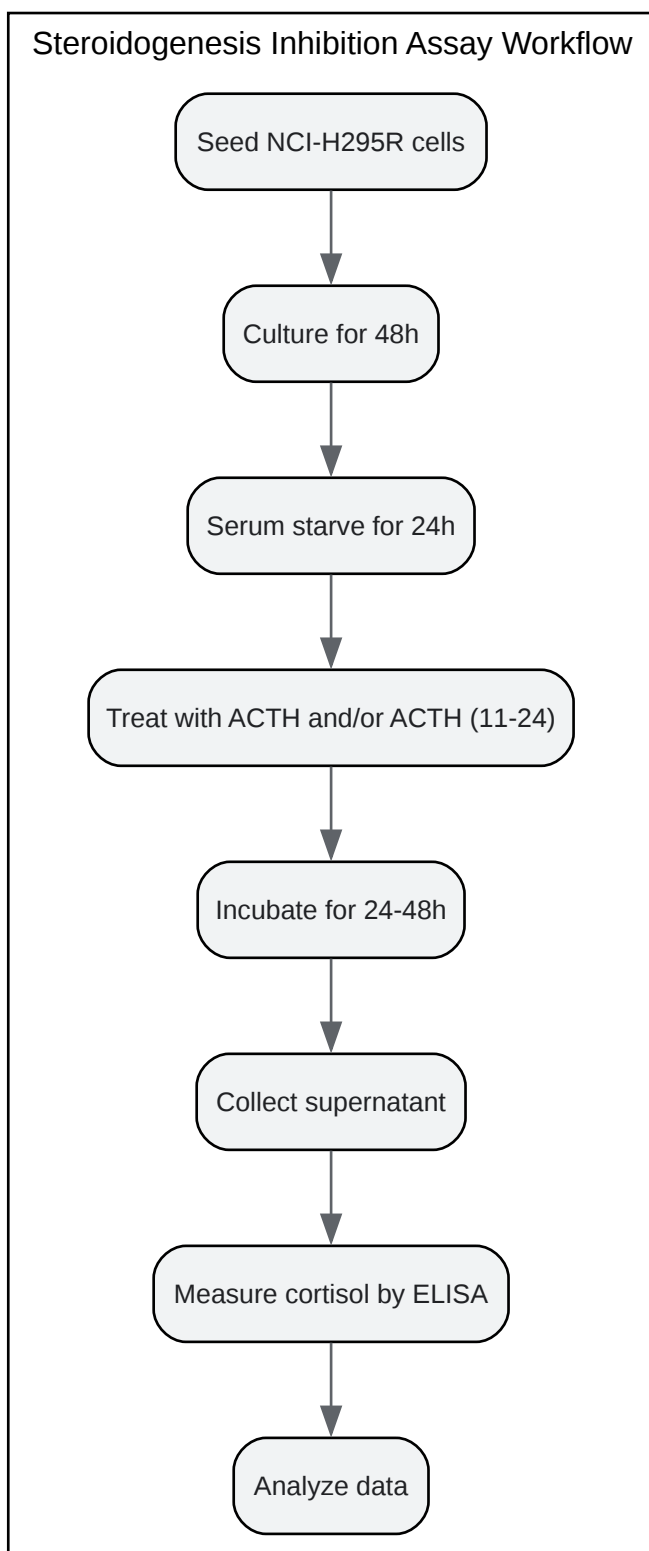 Steroidogenesis Inhibition Assay Workflow
Seed NCI-H295R cells
Culture for 48h
Serum starve for 24h
Treat with ACTH and/or ACTH (11-24)
Incubate for 24-48h
Collect supernatant
Measure cortisol by ELISA
Analyze data